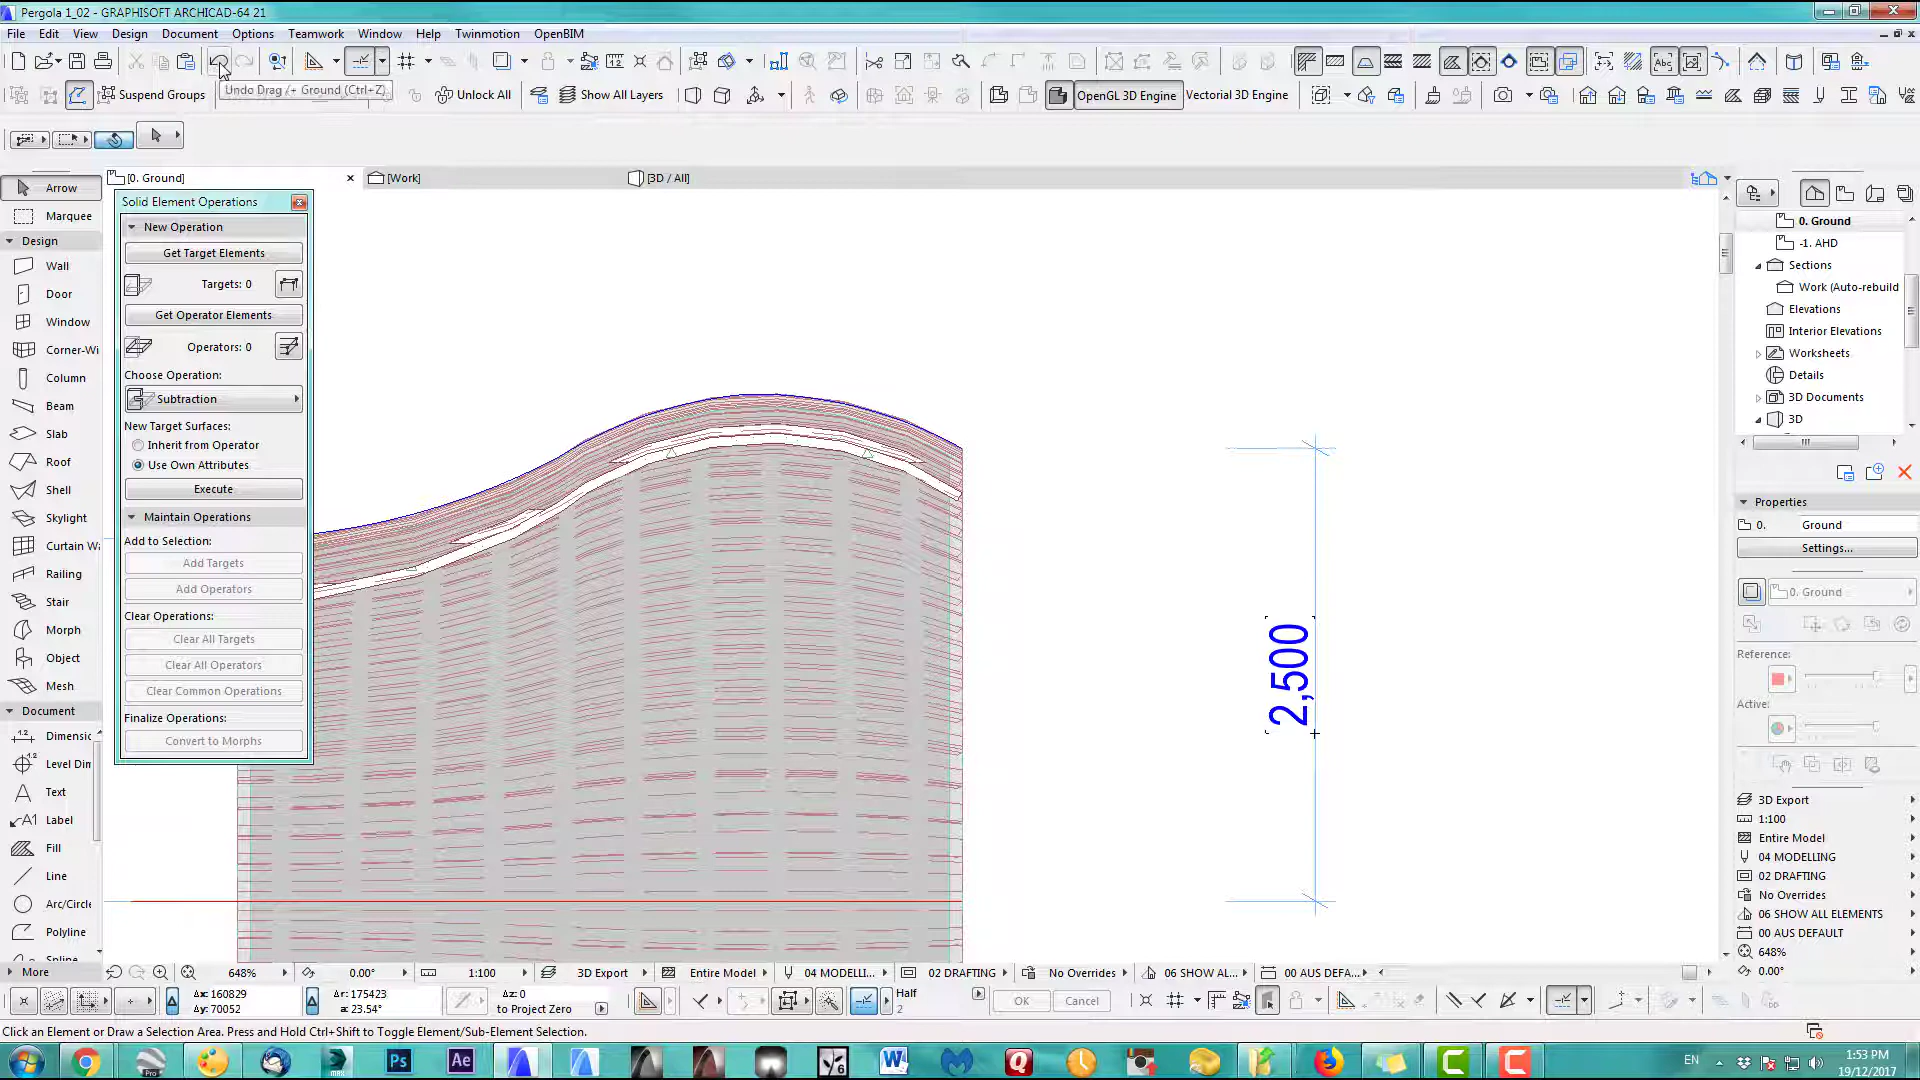 Pergola 1_02 - GRAPHISOFT ARCHICAD-64 21
File Edit View Design Document Options Teamwork Window Help Twinmotion OpenBIM
Suspend Groups
Undo Drag /+ Ground (Ctrl+Z)
Unlock All
Show All Layers
OpenGL 3D Engine
Vectorial 3D Engine
Abc
[0. Ground]
[Work]
[3D / All]
Arrow
Marquee
Design
Wall
Door
Window
Corner-Wi
Column
Beam
Slab
Roof
Shell
Skylight
Curtain Wa
Railing
Stair
Morph
Object
Mesh
Document
Dimensic
Level Dim
Text
A1 Label
Fill
Line
Arc/Circle
Polyline
Spline
More
Solid Element Operations
New Operation
Get Target Elements
Targets: 0
Get Operator Elements
Operators: 0
Choose Operation:
Subtraction
New Target Surfaces:
Inherit from Operator
Use Own Attributes
Execute
Maintain Operations
Add to Selection:
Add Targets
Add Operators
Clear Operations:
Clear All Targets
Clear All Operators
Clear Common Operations
Finalize Operations:
Convert to Morphs
2,500
0. Ground
-1. AHD
Sections
Work (Auto-rebuild
Elevations
Interior Elevations
Worksheets
Details
3D Documents
3D
Properties
0. Ground
Settings...
0. Ground
Reference:
Active:
3D Export
1:100
Entire Model
04 MODELLING
02 DRAFTING
No Overrides
06 SHOW ALL ELEMENTS
00 AUS DEFAULT
648%
0.00°
648% 0.00° 1:100 3D Export Entire Model 04 MODELLI... 02 DRAFTING No Overrides 06 SHOW AL... 00 AUS DEFA...
Δx: 160829
Δy: 70052
Δr: 175423
a: 23.54°
Δz: 0
to Project Zero
Half
2
OK
Cancel
Click an Element or Draw a Selection Area. Press and Hold Ctrl+Shift to Toggle Element/Sub-Element Selection.
Pro
MAX
Ps
Ae
6
W
Q
C
C
EN
1:53 PM
19/12/2017